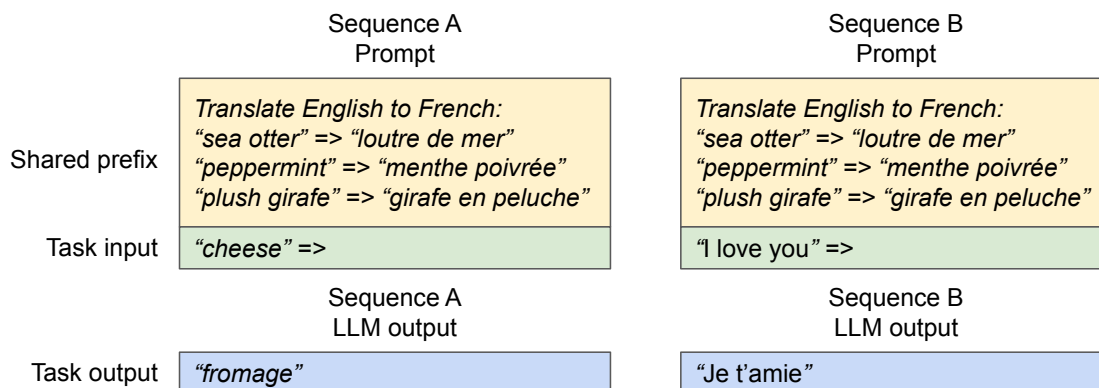 Sequence A
Prompt
Sequence B
Prompt
Shared prefix
Translate English to French:
“sea otter” => “loutre de mer”
“peppermint” => “menthe poivrée”
“plush girafe” => “girafe en peluche”
Translate English to French:
“sea otter” => “loutre de mer”
“peppermint” => “menthe poivrée”
“plush girafe” => “girafe en peluche”
Task input
“cheese” =>
“I love you” =>
Sequence A
LLM output
Sequence B
LLM output
Task output
“fromage”
“Je t’amie”